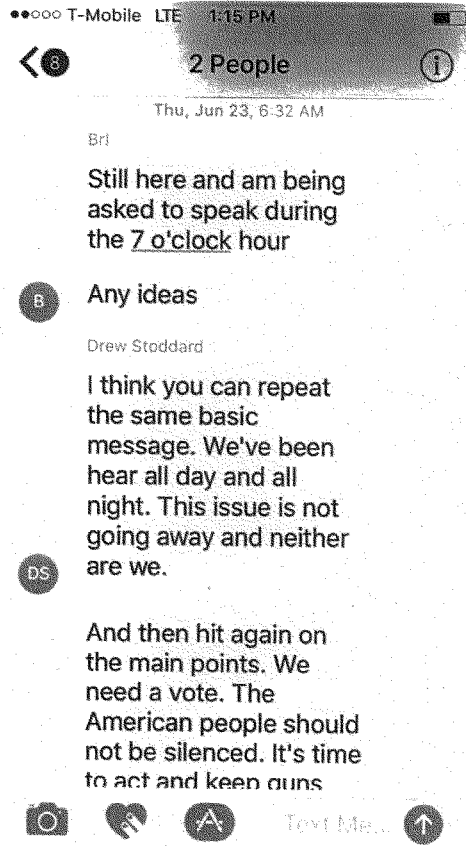 T-Mobile LTE 1:15 PM
8 2 People i
Thu, Jun 23, 6:32 AM
Bri
Still here and am being
asked to speak during
the 7 o'clock hour
B Any ideas
Drew Stoddard
I think you can repeat
the same basic
message. We've been
hear all day and all
night. This issue is not
going away and neither
DS are we.
And then hit again on
the main points. We
need a vote. The
American people should
not be silenced. It's time
to act and keep guns
Text Me...